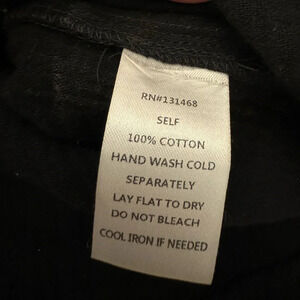 RN#131468
SELF
100% COTTON
HAND WASH COLD
SEPARATELY
LAY FLAT TO DRY
DO NOT BLEACH
COOL IRON IF NEEDED